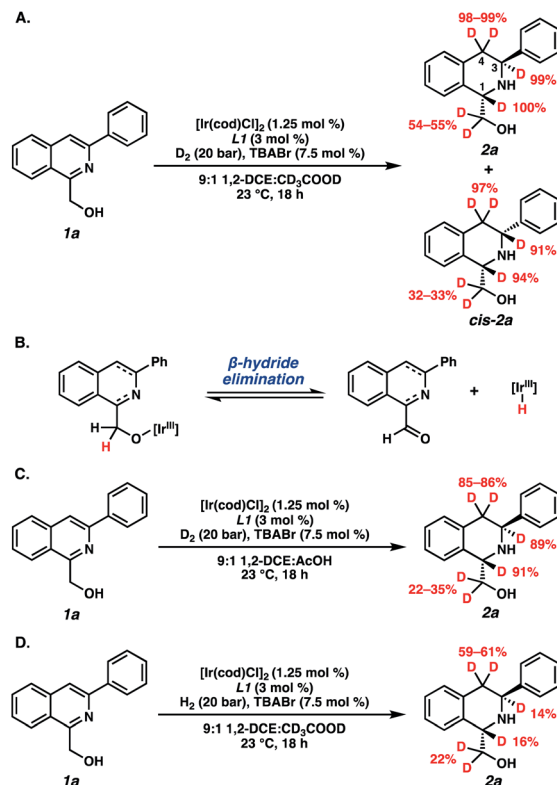 A.
98–99%
D D
4
3
D
99%
NH
1
D
100%
D
54–55%
D
OH
2a
[Ir(cod)Cl]2 (1.25 mol %)
L1 (3 mol %)
D2 (20 bar), TBABr (7.5 mol %)
9:1 1,2-DCE:CD3COOD
23 °C, 18 h
N
OH
1a
+
97%
D D
D
91%
NH
D
94%
D
32–33%
D
OH
cis-2a
B.
Ph
N
H
O
[IrIII]
H
β-hydride
elimination
Ph
N
H
O
+
[IrIII]
H
C.
N
OH
1a
[Ir(cod)Cl]2 (1.25 mol %)
L1 (3 mol %)
D2 (20 bar), TBABr (7.5 mol %)
9:1 1,2-DCE:AcOH
23 °C, 18 h
85–86%
D D
D
89%
NH
D
91%
D
22–35%
D
OH
2a
D.
N
OH
1a
[Ir(cod)Cl]2 (1.25 mol %)
L1 (3 mol %)
H2 (20 bar), TBABr (7.5 mol %)
9:1 1,2-DCE:CD3COOD
23 °C, 18 h
59–61%
D D
D
14%
NH
D
16%
D
22%
D
OH
2a